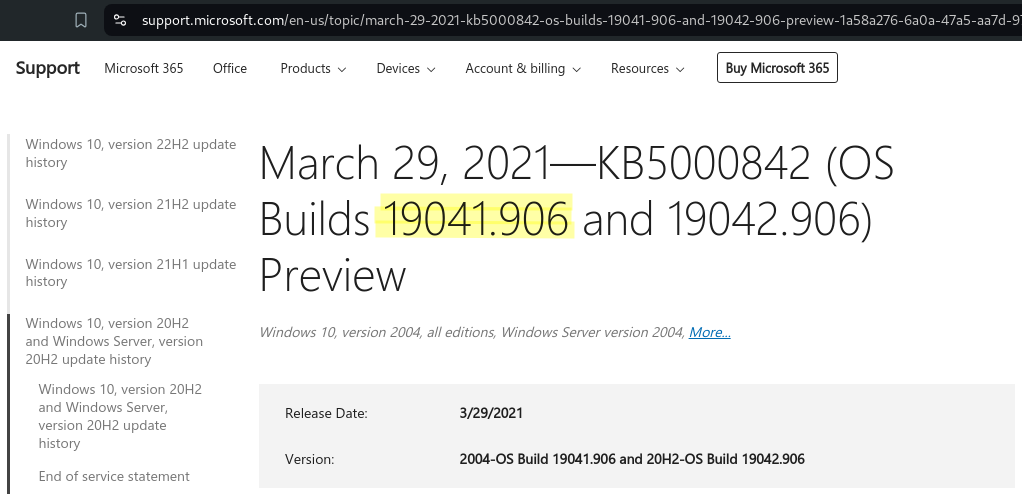 support.microsoft.com/en-us/topic/march-29-2021-kb5000842-os-builds-19041-906-and-19042-906-preview-1a58a276-6a0a-47a5-aa7d-97
Support Microsoft 365 Office Products Devices Account & billing Resources Buy Microsoft 365
Windows 10, version 22H2 update
history
Windows 10, version 21H2 update
history
Windows 10, version 21H1 update
history
Windows 10, version 20H2
and Windows Server, version
20H2 update history
Windows 10, version 20H2
and Windows Server,
version 20H2 update
history
End of service statement
March 29, 2021—KB5000842 (OS
Builds 19041.906 and 19042.906)
Preview
Windows 10, version 2004, all editions, Windows Server version 2004, More...
Release Date: 3/29/2021
Version: 2004-OS Build 19041.906 and 20H2-OS Build 19042.906